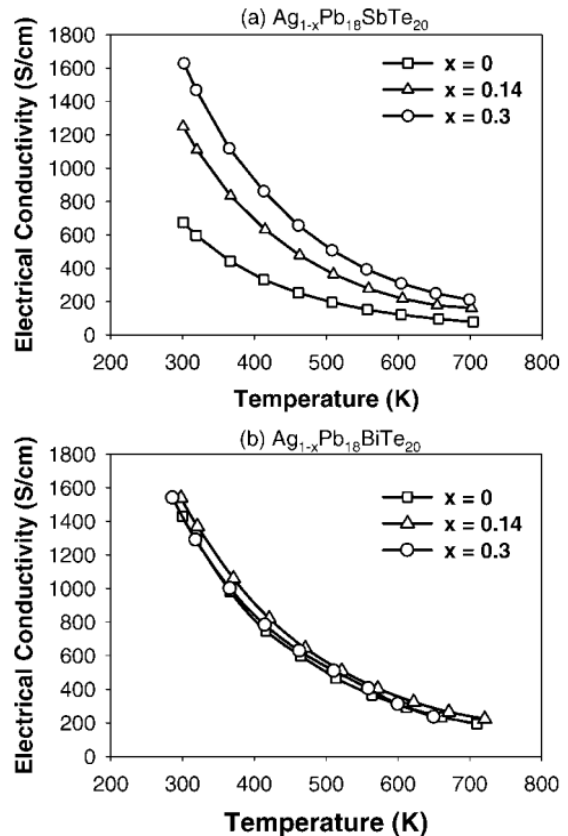 (a) Ag1-xPb18SbTe20
Electrical Conductivity (S/cm)
1800
1600
1400
1200
1000
800
600
400
200
0
x = 0
x = 0.14
x = 0.3
200 300 400 500 600 700 800
Temperature (K)
(b) Ag1-xPb18BiTe20
Electrical Conductivity (S/cm)
1800
1600
1400
1200
1000
800
600
400
200
0
x = 0
x = 0.14
x = 0.3
200 300 400 500 600 700 800
Temperature (K)